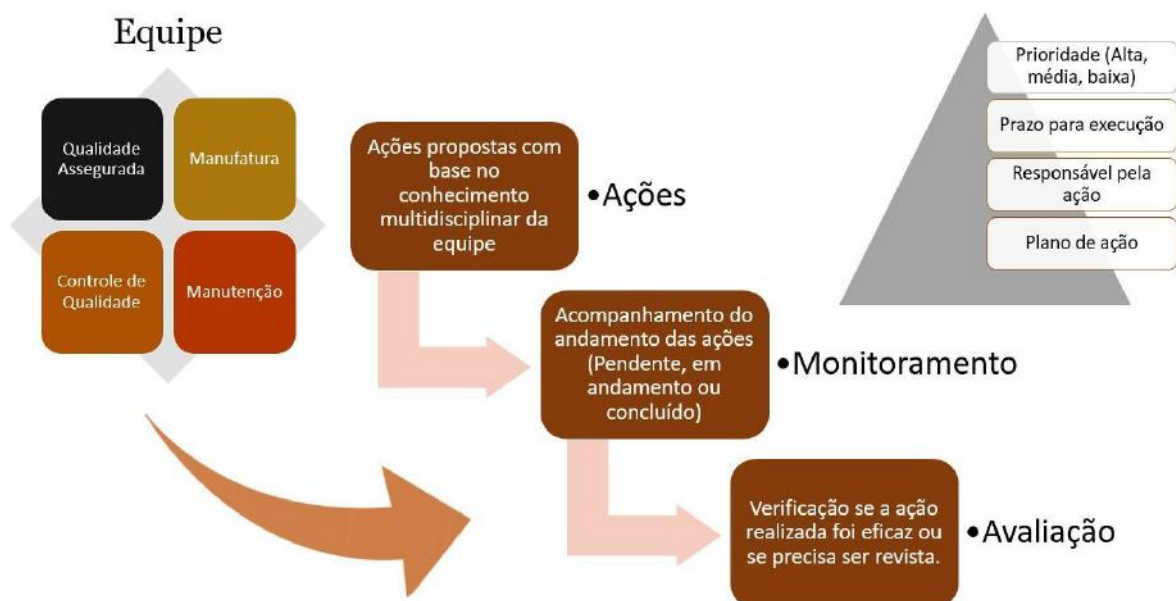 Equipe
Qualidade
Assegurada
Manufatura
Controle de
Qualidade
Manutenção
Ações propostas com
base no
conhecimento
multidisciplinar da
equipe
•Ações
Acompanhamento do
andamento das ações
(Pendente, em
andamento ou
concluído)
•Monitoramento
Verificação se a ação
realizada foi eficaz ou
se precisa ser revista.
•Avaliação
Prioridade (Alta,
média, baixa)
Prazo para execução
Responsável pela
ação
Plano de ação